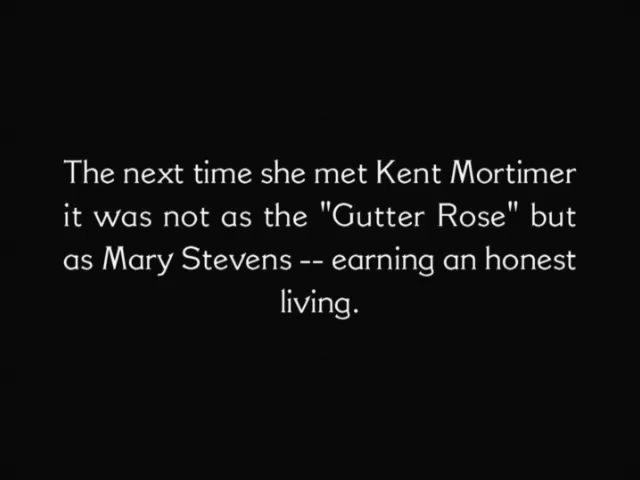 The next time she met Kent Mortimer
it was not as the "Gutter Rose" but
as Mary Stevens -- earning an honest
living.